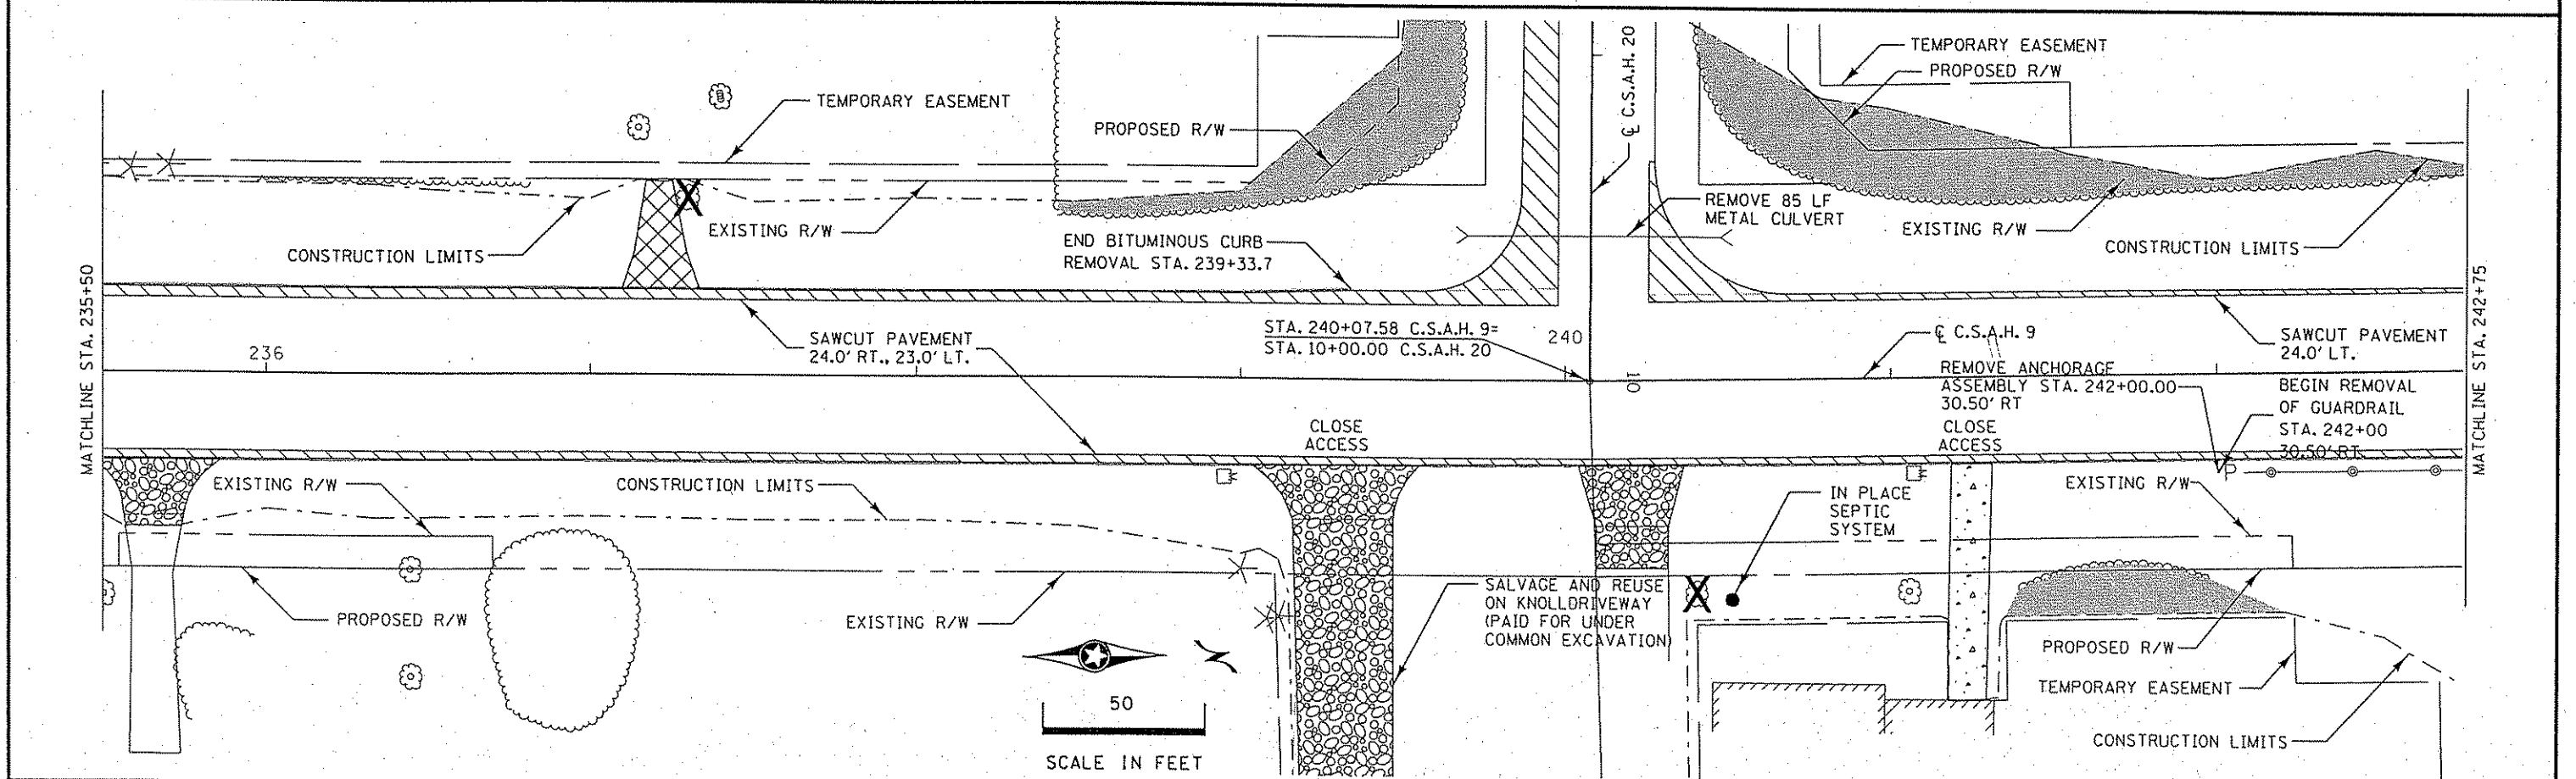 TEMPORARY EASEMENT
PROPOSED R/W
EXISTING R/W
CONSTRUCTION LIMITS
END BITUMINOUS CURB
REMOVAL STA. 239+33.7
℄ C.S.A.H. 20
TEMPORARY EASEMENT
PROPOSED R/W
REMOVE 85 LF
METAL CULVERT
EXISTING R/W
CONSTRUCTION LIMITS
MATCHLINE STA. 235+50
236
SAWCUT PAVEMENT
24.0' RT., 23.0' LT.
STA. 240+07.58 C.S.A.H. 9=
STA. 10+00.00 C.S.A.H. 20
240
10
℄ C.S.A.H. 9
REMOVE ANCHORAGE
ASSEMBLY STA. 242+00.00
30.50' RT
SAWCUT PAVEMENT
24.0' LT.
BEGIN REMOVAL
OF GUARDRAIL
STA. 242+00
30.50' RT
MATCHLINE STA. 242+75
CLOSE
ACCESS
CLOSE
ACCESS
EXISTING R/W
CONSTRUCTION LIMITS
PROPOSED R/W
EXISTING R/W
SALVAGE AND REUSE
ON KNOLLDRIVEWAY
(PAID FOR UNDER
COMMON EXCAVATION)
IN PLACE
SEPTIC
SYSTEM
EXISTING R/W
P
PROPOSED R/W
TEMPORARY EASEMENT
CONSTRUCTION LIMITS
50
SCALE IN FEET